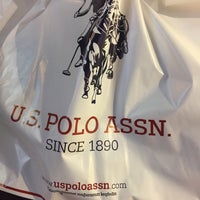 U.S. POLO ASSN.
SINCE 1890
www.uspoloassn.com